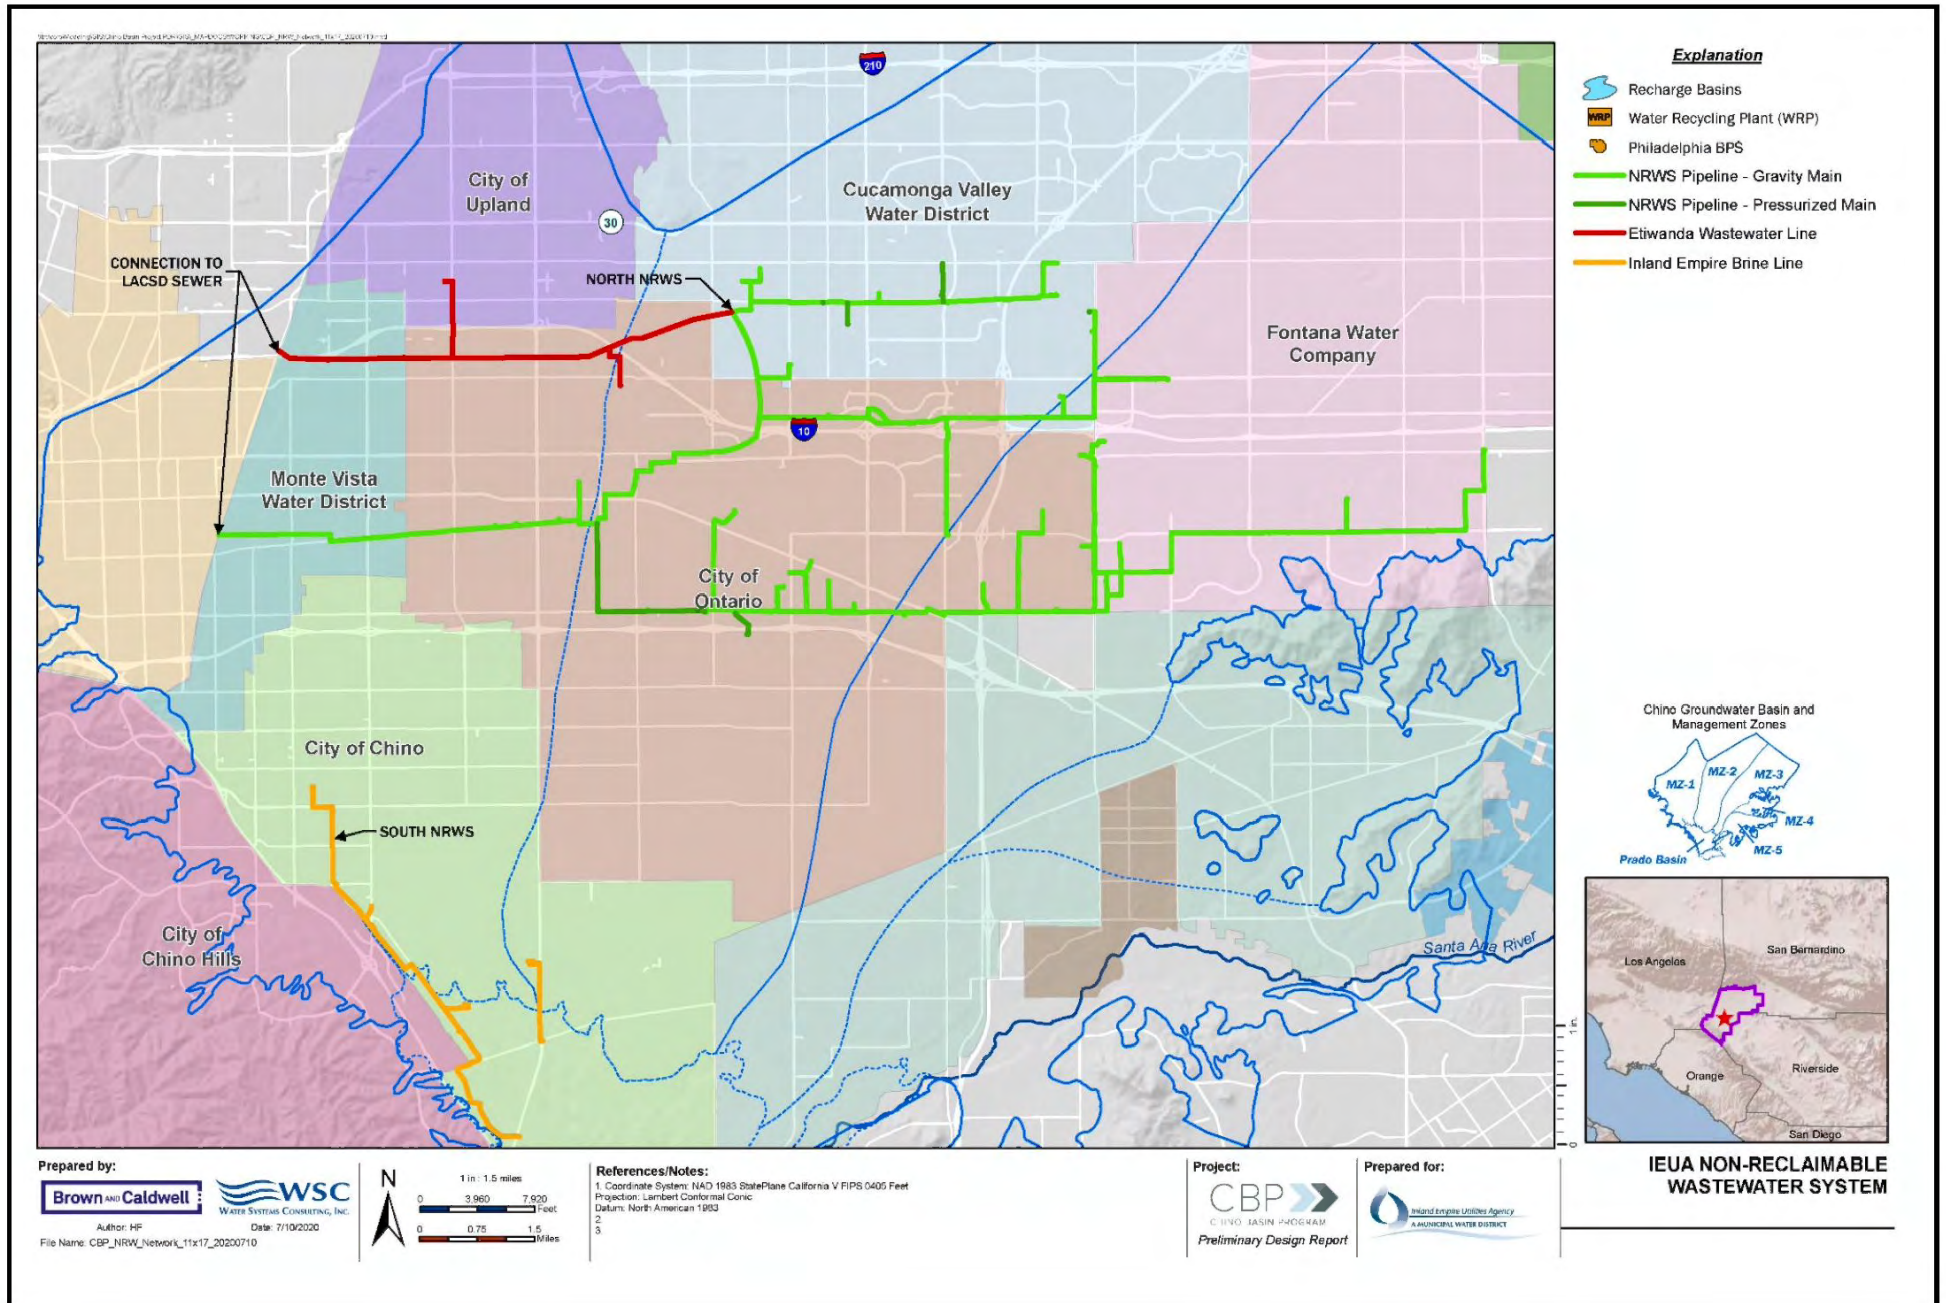 210
City of
Upland
Cucamonga Valley
Water District
30
CONNECTION TO
LACSD SEWER
NORTH NRWS
Fontana Water
Company
10
Monte Vista
Water District
City of
Ontario
City of Chino
SOUTH NRWS
City of
Chino Hills
Santa Ana River
1 in.
0
Explanation
Recharge Basins
WRP
Water Recycling Plant (WRP)
Philadelphia BPS
NRWS Pipeline - Gravity Main
NRWS Pipeline - Pressurized Main
Etiwanda Wastewater Line
Inland Empire Brine Line
Chino Groundwater Basin and
Management Zones
MZ-1
MZ-2
MZ-3
MZ-4
MZ-5
Prado Basin
Los Angeles
San Bernardino
Orange
Riverside
San Diego
Prepared by:
Brown AND Caldwell
WSC
WATER SYSTEMS CONSULTING, INC.
Author: HF
Date: 7/10/2020
File Name: CBP_NRW_Network_11x17_20200710
N
1 in : 1.5 miles
0 3,960 7,920
Feet
0 0.75 1.5
Miles
References/Notes:
1. Coordinate System: NAD 1983 StatePlane California V FIPS 0405 Feet
Projection: Lambert Conformal Conic
Datum: North American 1983
2.
3.
Project:
CBP
CHINO BASIN PROGRAM
Preliminary Design Report
Prepared for:
Inland Empire Utilities Agency
A MUNICIPAL WATER DISTRICT
IEUA NON-RECLAIMABLE
WASTEWATER SYSTEM